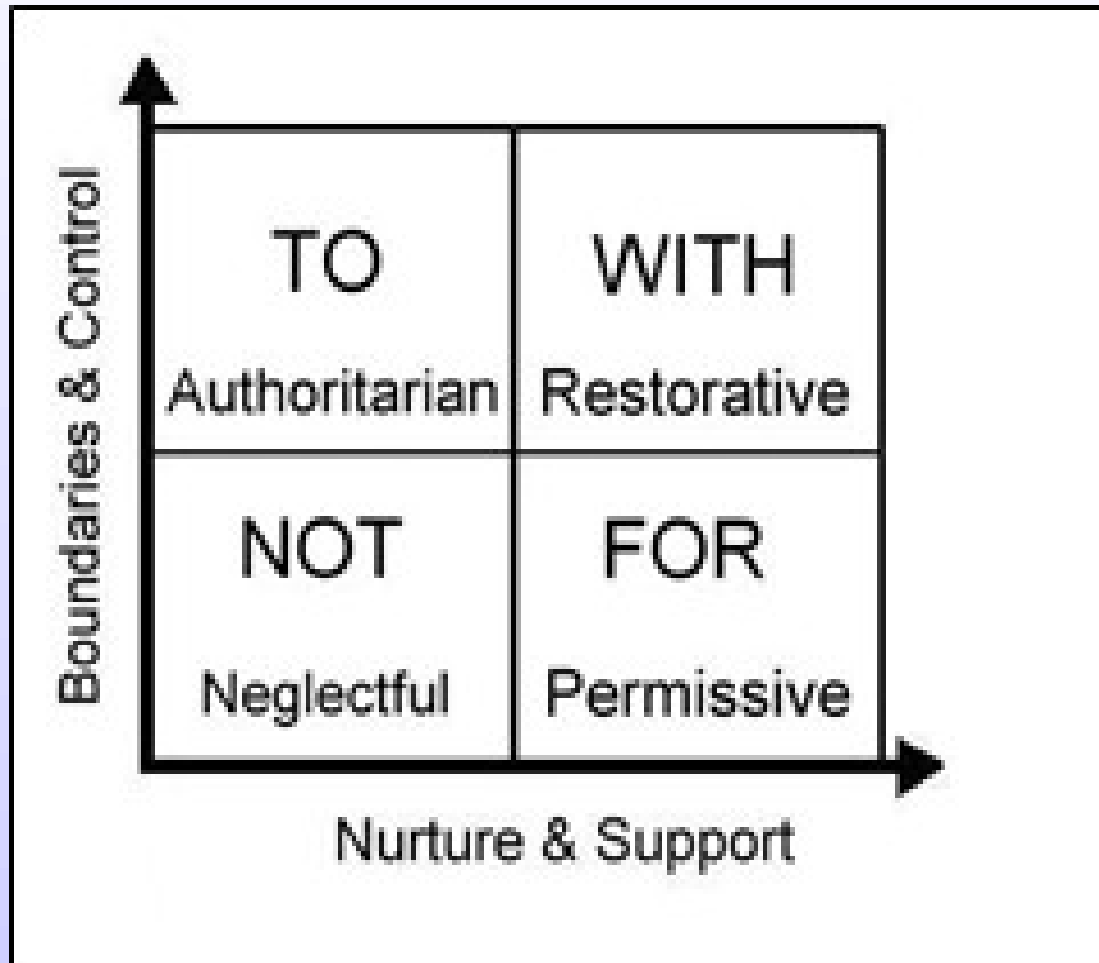 Boundaries & Control
TO
WITH
Authoritarian
Restorative
NOT
FOR
Neglectful
Permissive
Nurture & Support